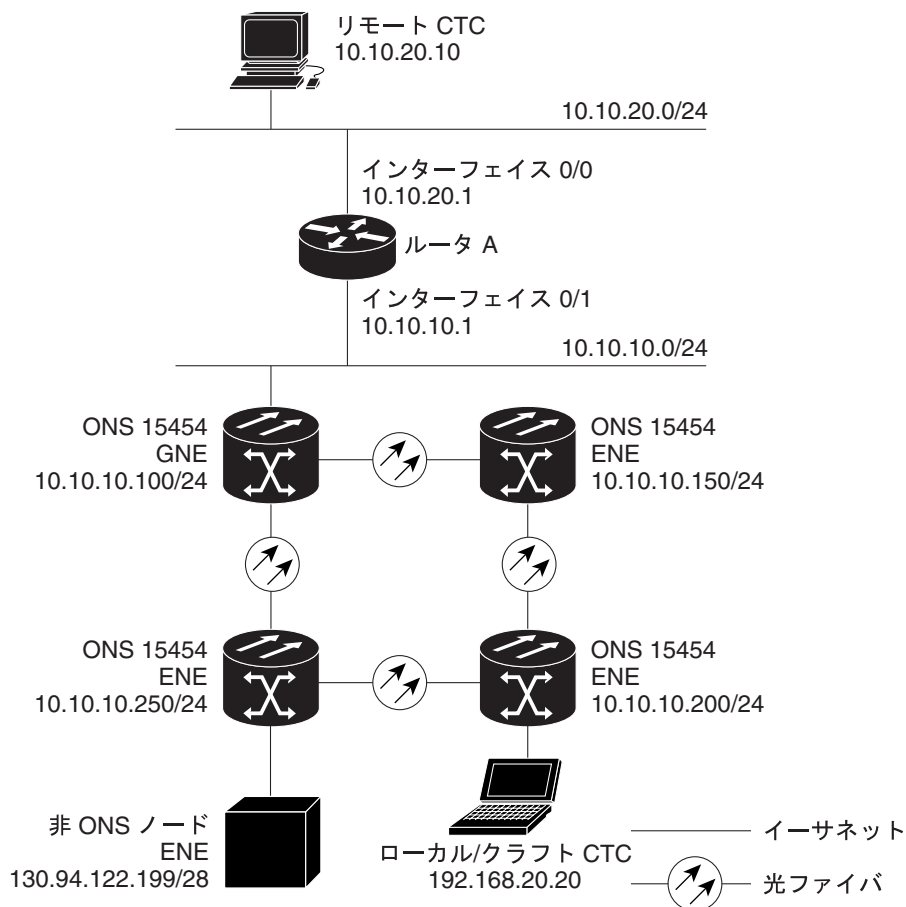 リモート CTC
10.10.20.10
10.10.20.0/24
インターフェイス 0/0
10.10.20.1
ルータ A
インターフェイス 0/1
10.10.10.1
10.10.10.0/24
ONS 15454
GNE
10.10.10.100/24
ONS 15454
ENE
10.10.10.150/24
ONS 15454
ENE
10.10.10.250/24
ONS 15454
ENE
10.10.10.200/24
非 ONS ノード
ENE
130.94.122.199/28
ローカル/クラフト CTC
192.168.20.20
イーサネット
光ファイバ